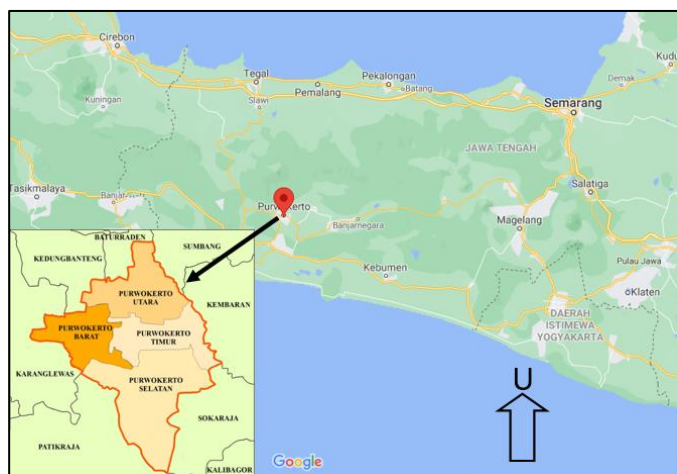 Cirebon
Kuningan
Tegal
Slawi
Pemalang
Pekalongan
Batang
Semarang
Demak
JAWA TENGAH
Salatiga
Tasikmalaya
Purwokerto
Banjarnegara
Magelang
Kebumen
Pulau Jawa
Klaten
DAERAH
ISTIMEWA
YOGYAKARTA
BATURRADEN
SUMBANG
KEDUNGBANTENG
PURWOKERTO
UTARA
KEMBARAN
PURWOKERTO
BARAT
PURWOKERTO
TIMUR
KARANGLEWAS
PURWOKERTO
SELATAN
SOKARAJA
PATIKRAJA
KALIBAGOR
U
Google